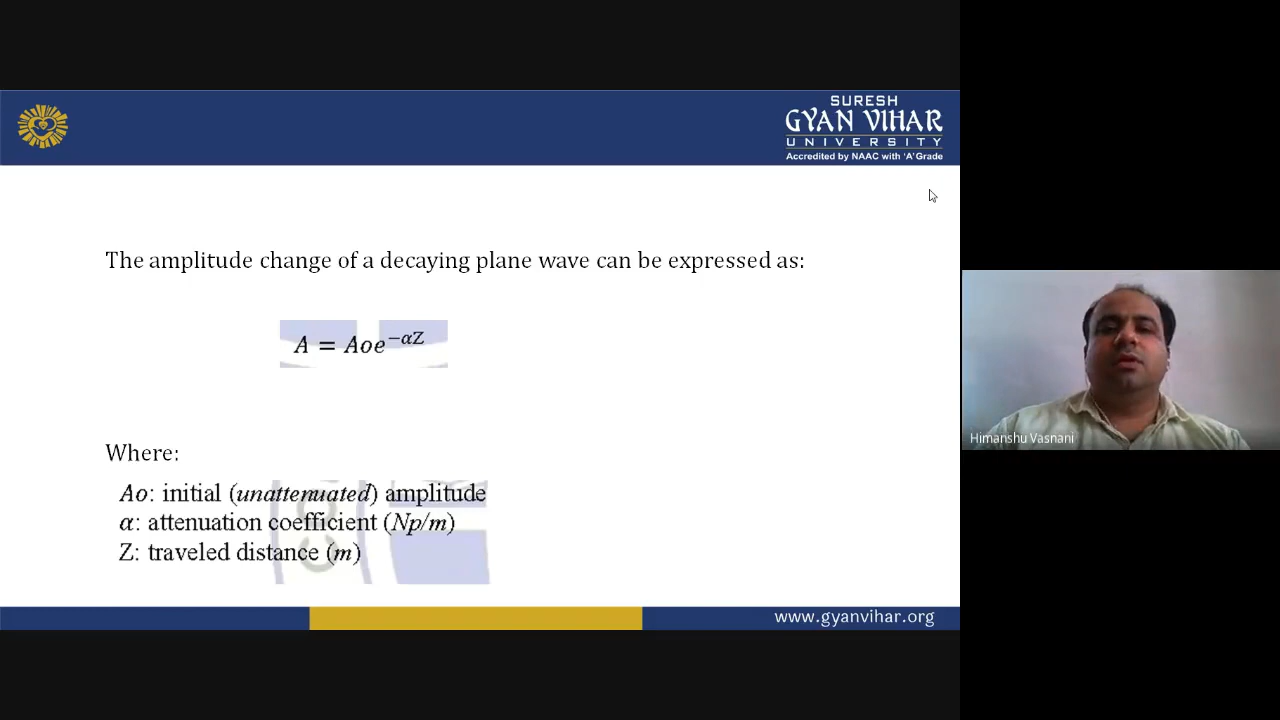 SURESH
GYAN VIHAR
UNIVERSITY
Accredited by NAAC with 'A' Grade
The amplitude change of a decaying plane wave can be expressed as:
A = Aoe^{-αZ}
Where:
Ao: initial (unattenuated) amplitude
α: attenuation coefficient (Np/m)
Z: traveled distance (m)
www.gyanvihar.org
Himanshu Vasnani